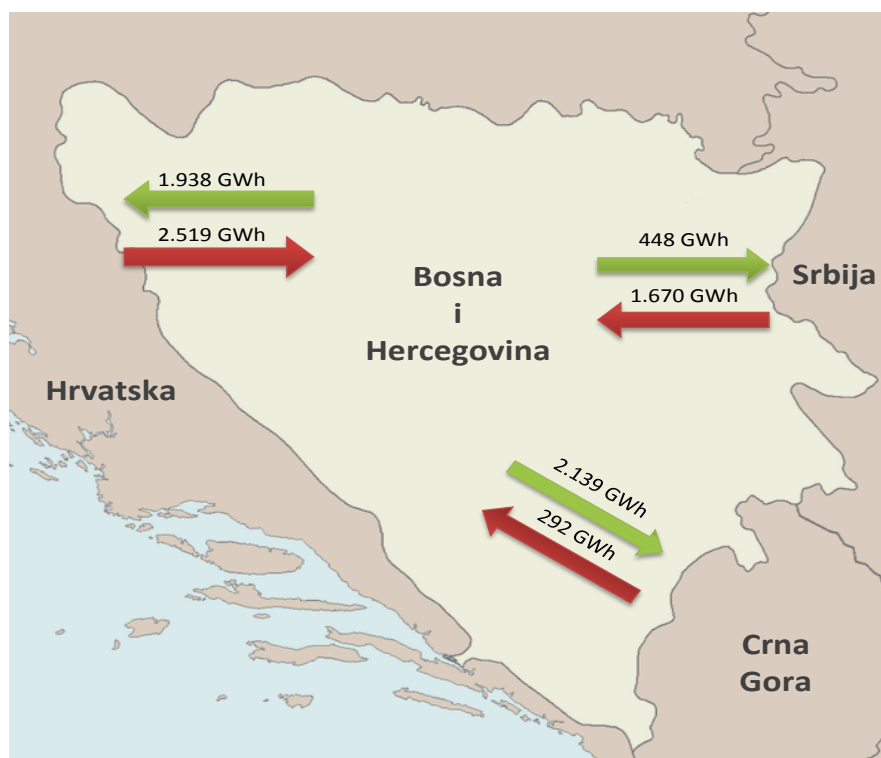 1.938 GWh
2.519 GWh
448 GWh
1.670 GWh
Srbija
Bosna
i
Hercegovina
Hrvatska
2.139 GWh
292 GWh
Crna
Gora